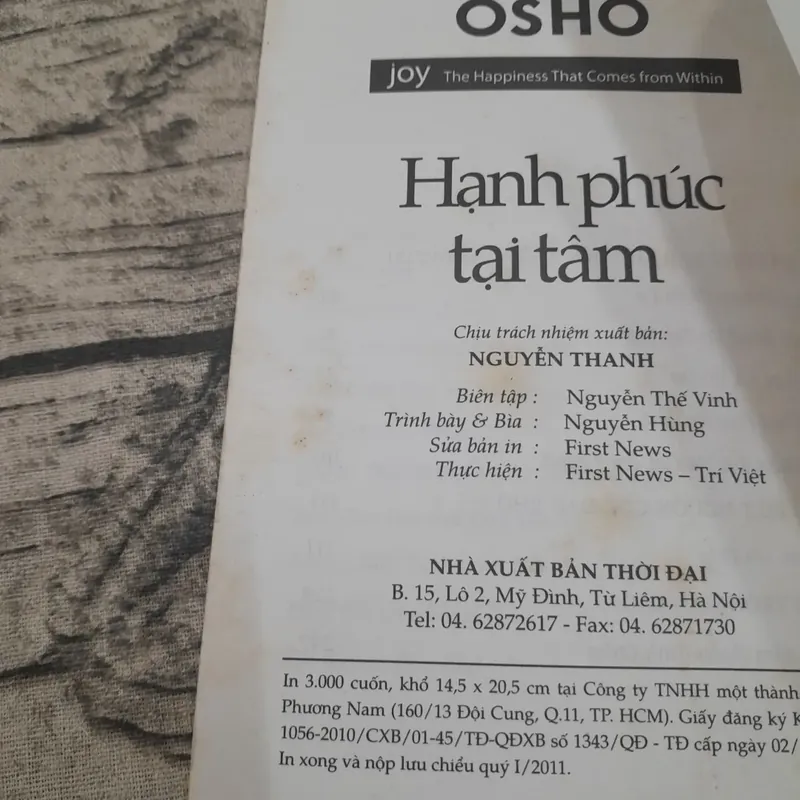 OSHO
joy The Happiness That Comes from Within
Hạnh phúc
tại tâm
Chịu trách nhiệm xuất bản:
NGUYỄN THANH
Biên tập : Nguyễn Thế Vinh
Trình bày & Bìa : Nguyễn Hùng
Sửa bản in : First News
Thực hiện : First News – Trí Việt
NHÀ XUẤT BẢN THỜI ĐẠI
B. 15, Lô 2, Mỹ Đình, Từ Liêm, Hà Nội
Tel: 04. 62872617 - Fax: 04. 62871730
In 3.000 cuốn, khổ 14,5 x 20,5 cm tại Công ty TNHH một thành
Phương Nam (160/13 Đội Cung, Q.11, TP. HCM). Giấy đăng ký
1056-2010/CXB/01-45/TĐ-QĐXB số 1343/QĐ - TĐ cấp ngày 02/
In xong và nộp lưu chiểu quý I/2011.